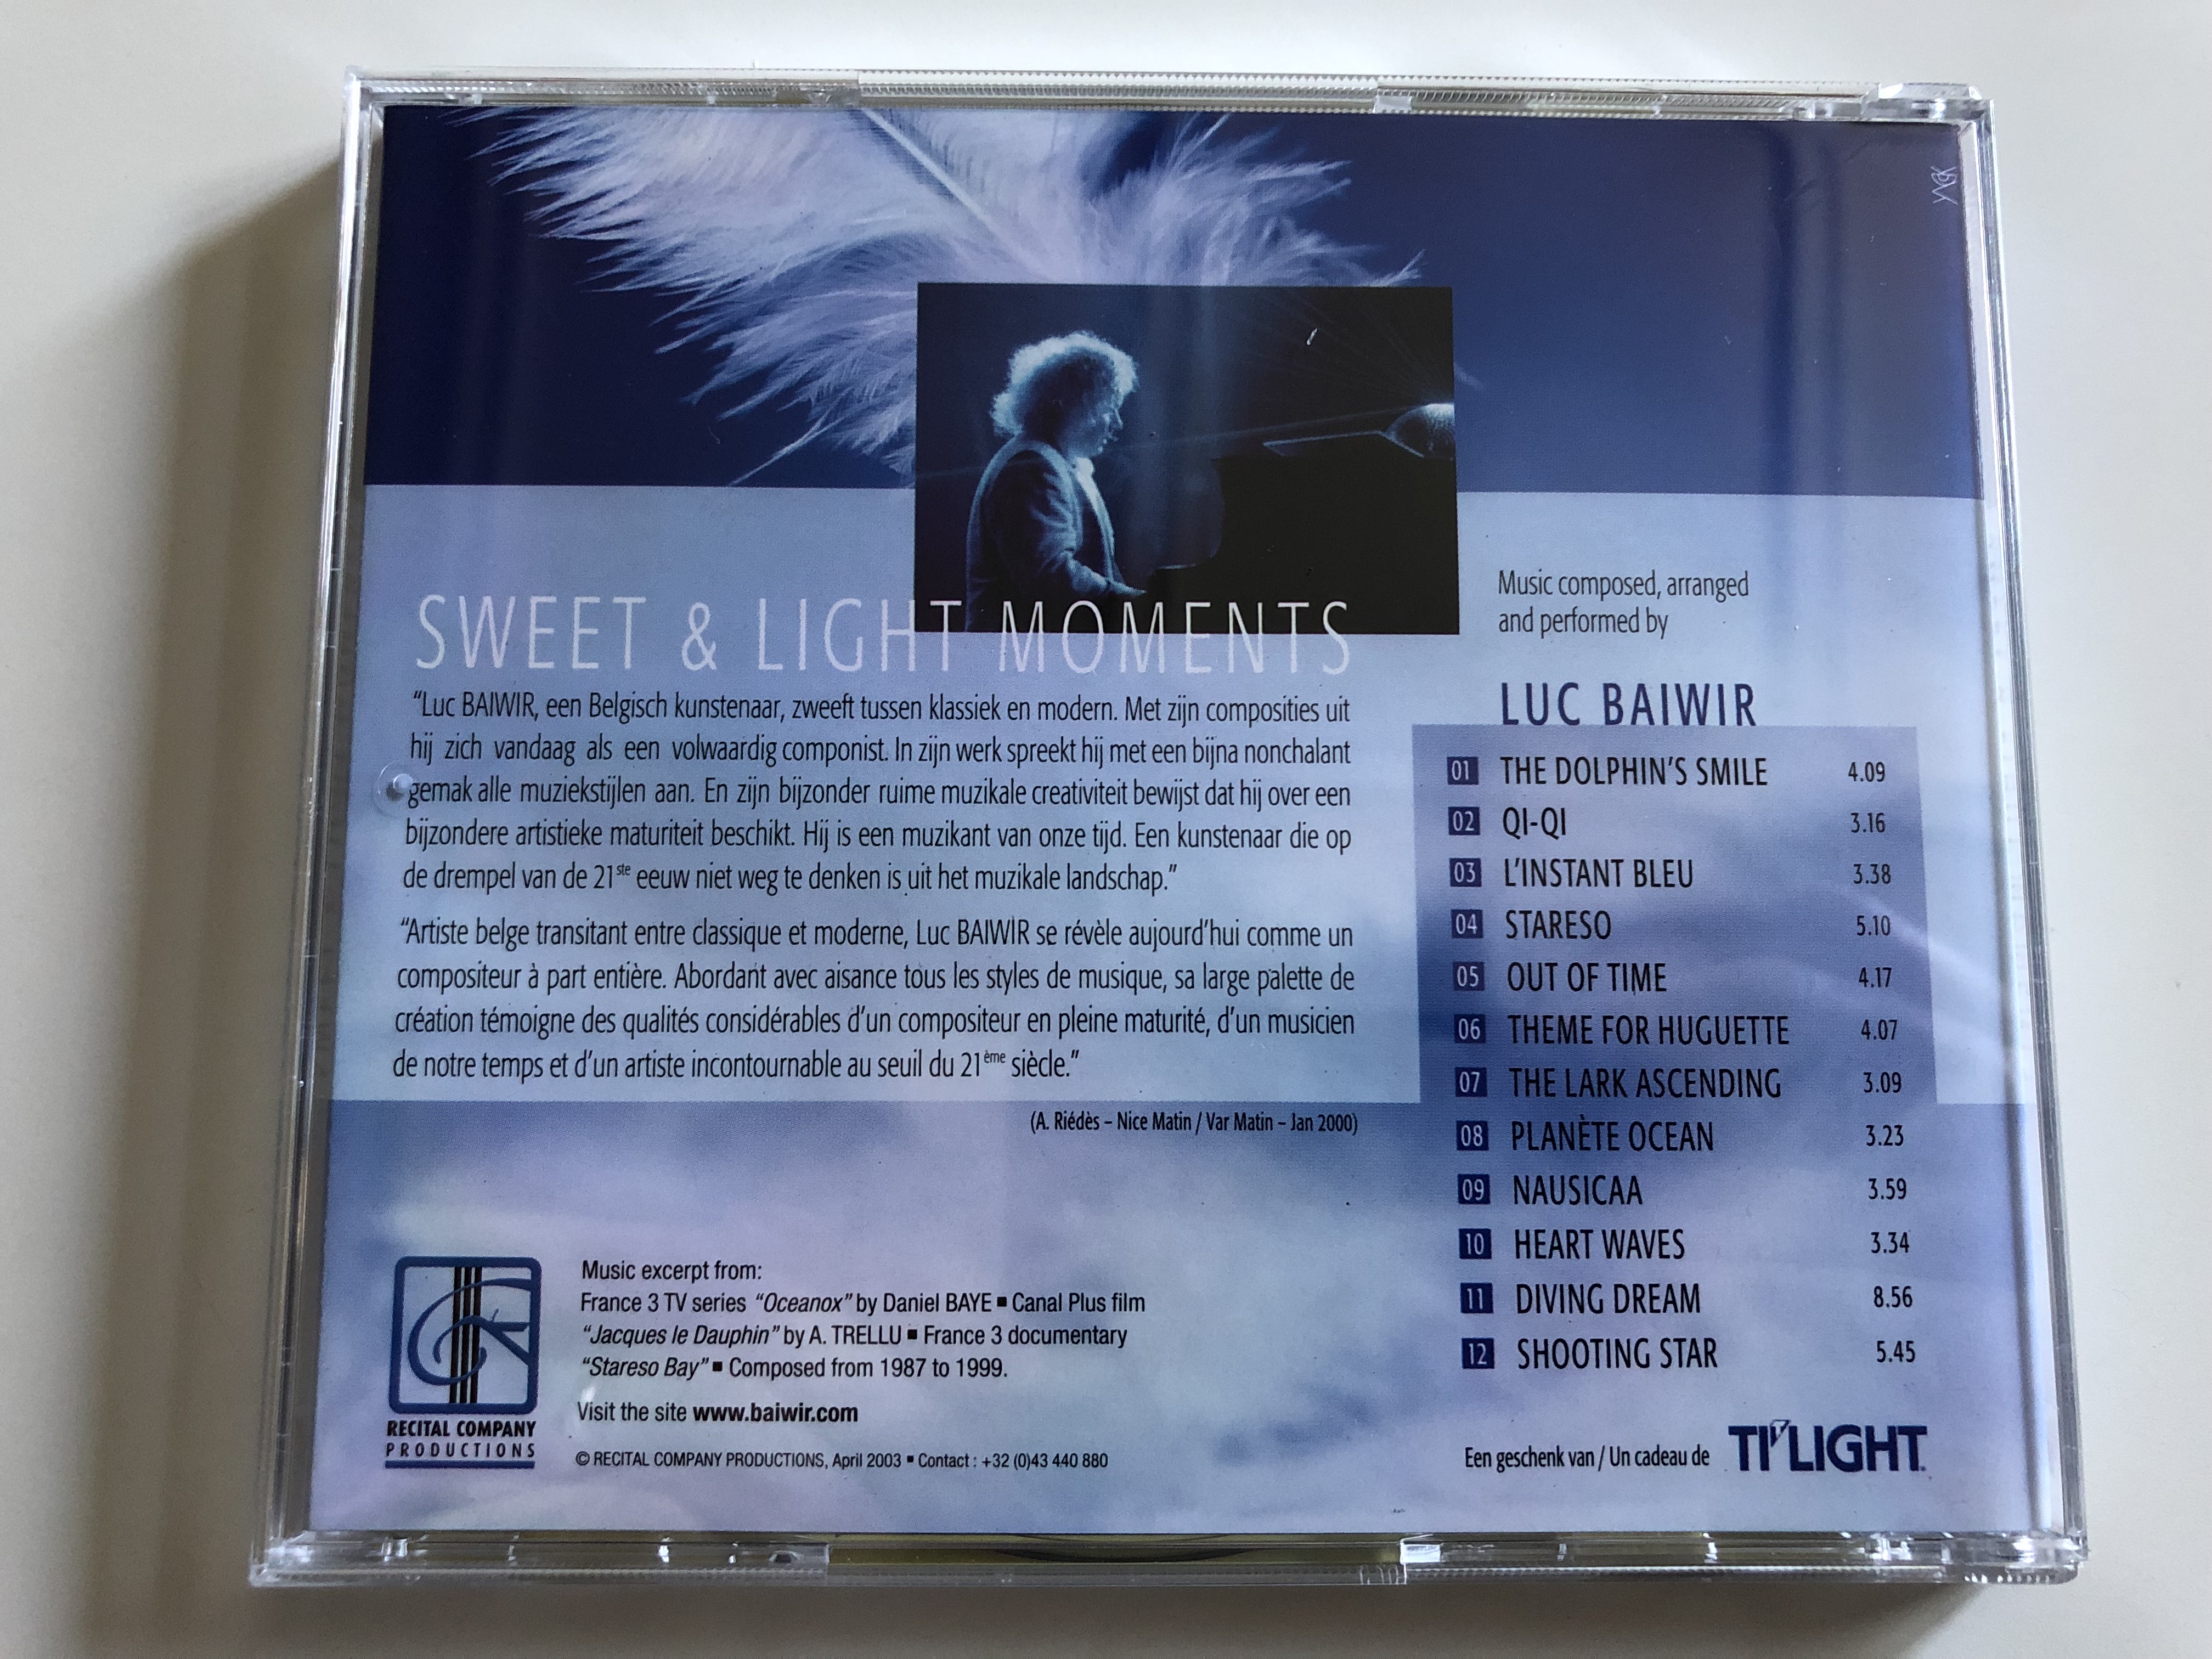 SWEET & LIGHT MOMENTS
“Luc BAIWIR, een Belgisch kunstenaar, zweeft tussen klassiek en modern. Met zijn composities uit
hij zich vandaag als een volwaardig componist. In zijn werk spreekt hij met een bijna nonchalant
gemak alle muziekstijlen aan. En zijn bijzonder ruime muzikale creativiteit bewijst dat hij over een
bijzondere artistieke maturiteit beschikt. Hij is een muzikant van onze tijd. Een kunstenaar die op
de drempel van de 21ste eeuw niet weg te denken is uit het muzikale landschap.”
“Artiste belge transitant entre classique et moderne, Luc BAIWIR se révèle aujourd’hui comme un
compositeur à part entière. Abordant avec aisance tous les styles de musique, sa large palette de
création témoigne des qualités considérables d’un compositeur en pleine maturité, d’un musicien
de notre temps et d’un artiste incontournable au seuil du 21ème siècle.”
(A. Riédès – Nice Matin / Var Matin – Jan 2000)
Music composed, arranged
and performed by
LUC BAIWIR
01 THE DOLPHIN’S SMILE 4.09
02 QI-QI 3.16
03 L’INSTANT BLEU 3.38
04 STARESO 5.10
05 OUT OF TIME 4.17
06 THEME FOR HUGUETTE 4.07
07 THE LARK ASCENDING 3.09
08 PLANÈTE OCEAN 3.23
09 NAUSICAA 3.59
10 HEART WAVES 3.34
11 DIVING DREAM 8.56
12 SHOOTING STAR 5.45
RECITAL COMPANY
PRODUCTIONS
Music excerpt from:
France 3 TV series “Oceanox” by Daniel BAYE ▪ Canal Plus film
“Jacques le Dauphin” by A. TRELLU ▪ France 3 documentary
“Stareso Bay” ▪ Composed from 1987 to 1999.
Visit the site www.baiwir.com
© RECITAL COMPANY PRODUCTIONS, April 2003 ▪ Contact : +32 (0)43 440 880
Een geschenk van / Un cadeau de TI’LIGHT